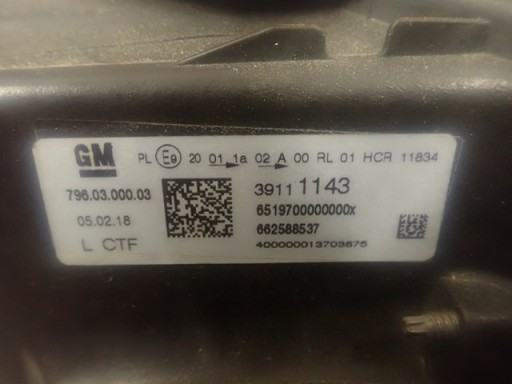 GM PL E9 20 01 1a 02 A 00 RL 01 HCR 11834
796.03.000.03
05.02.18
L CTF
39111143
6519700000000x
662588537
400000013703675